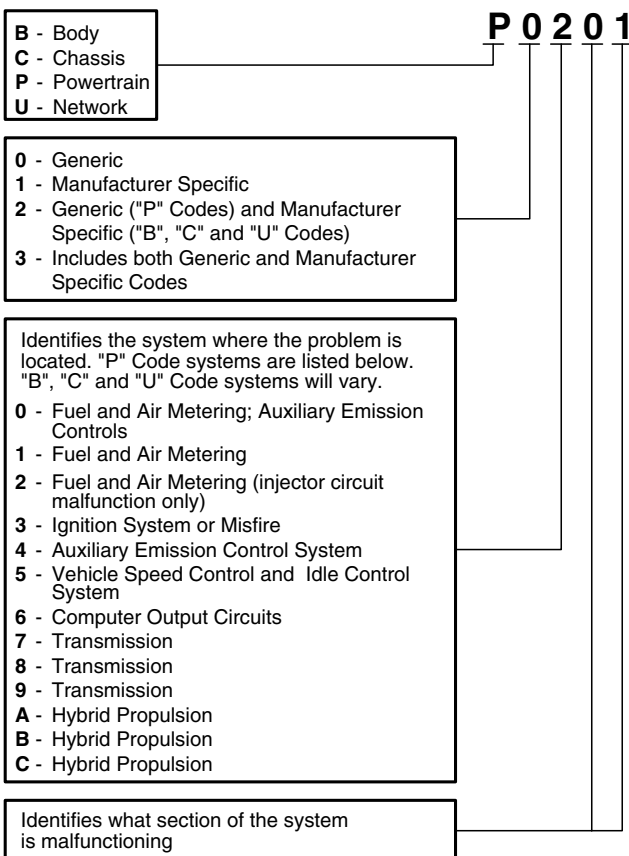 P 0 2 0 1
B - Body
C - Chassis
P - Powertrain
U - Network
0 - Generic
1 - Manufacturer Specific
2 - Generic ("P" Codes) and Manufacturer
Specific ("B", "C" and "U" Codes)
3 - Includes both Generic and Manufacturer
Specific Codes
Identifies the system where the problem is
located. "P" Code systems are listed below.
"B", "C" and "U" Code systems will vary.
0 - Fuel and Air Metering; Auxiliary Emission
Controls
1 - Fuel and Air Metering
2 - Fuel and Air Metering (injector circuit
malfunction only)
3 - Ignition System or Misfire
4 - Auxiliary Emission Control System
5 - Vehicle Speed Control and Idle Control
System
6 - Computer Output Circuits
7 - Transmission
8 - Transmission
9 - Transmission
A - Hybrid Propulsion
B - Hybrid Propulsion
C - Hybrid Propulsion
Identifies what section of the system
is malfunctioning